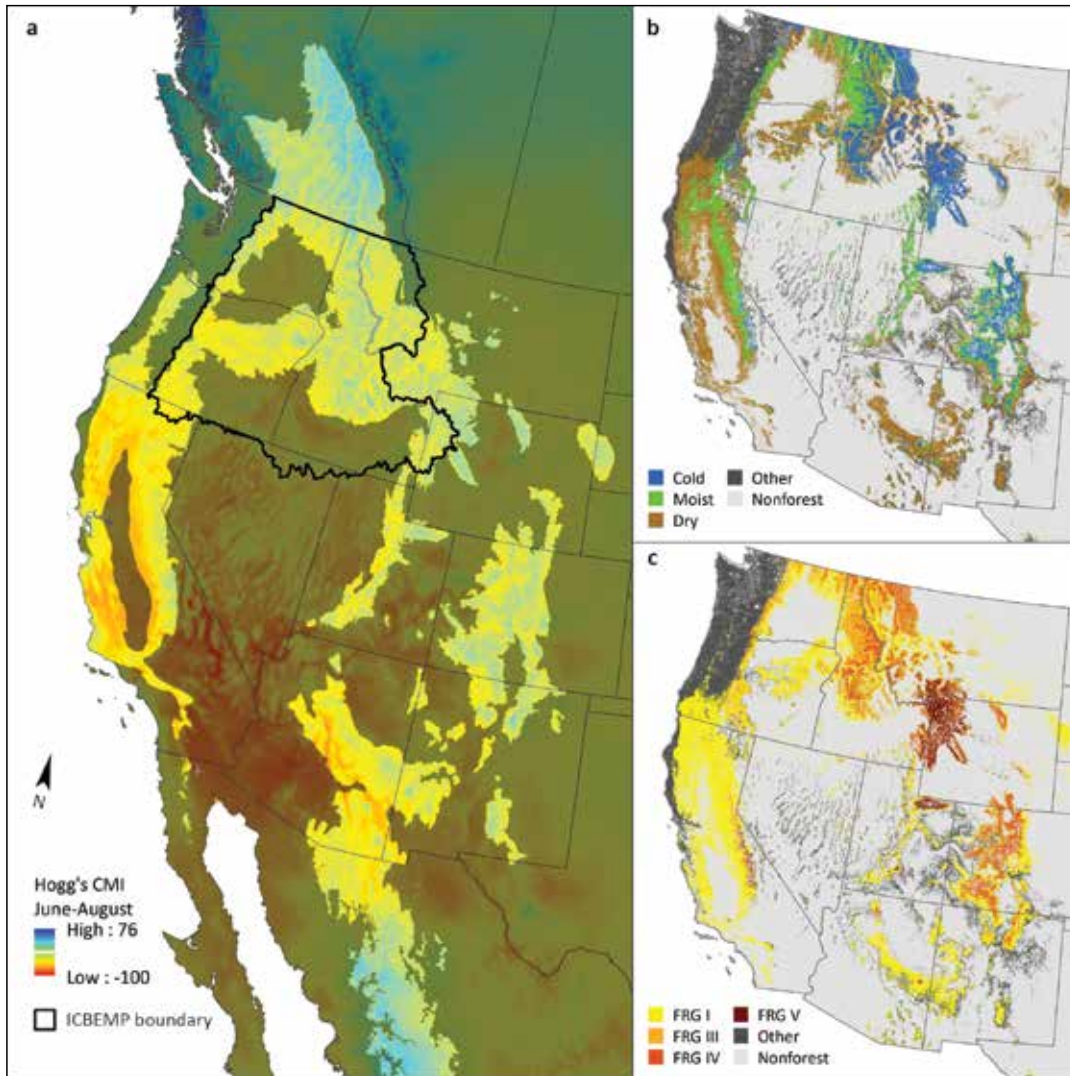 a
N
Hogg's CMI
June-August
High : 76
Low : -100
ICBEMP boundary
b
Cold
Moist
Dry
Other
Nonforest
c
FRG I
FRG III
FRG IV
FRG V
Other
Nonforest